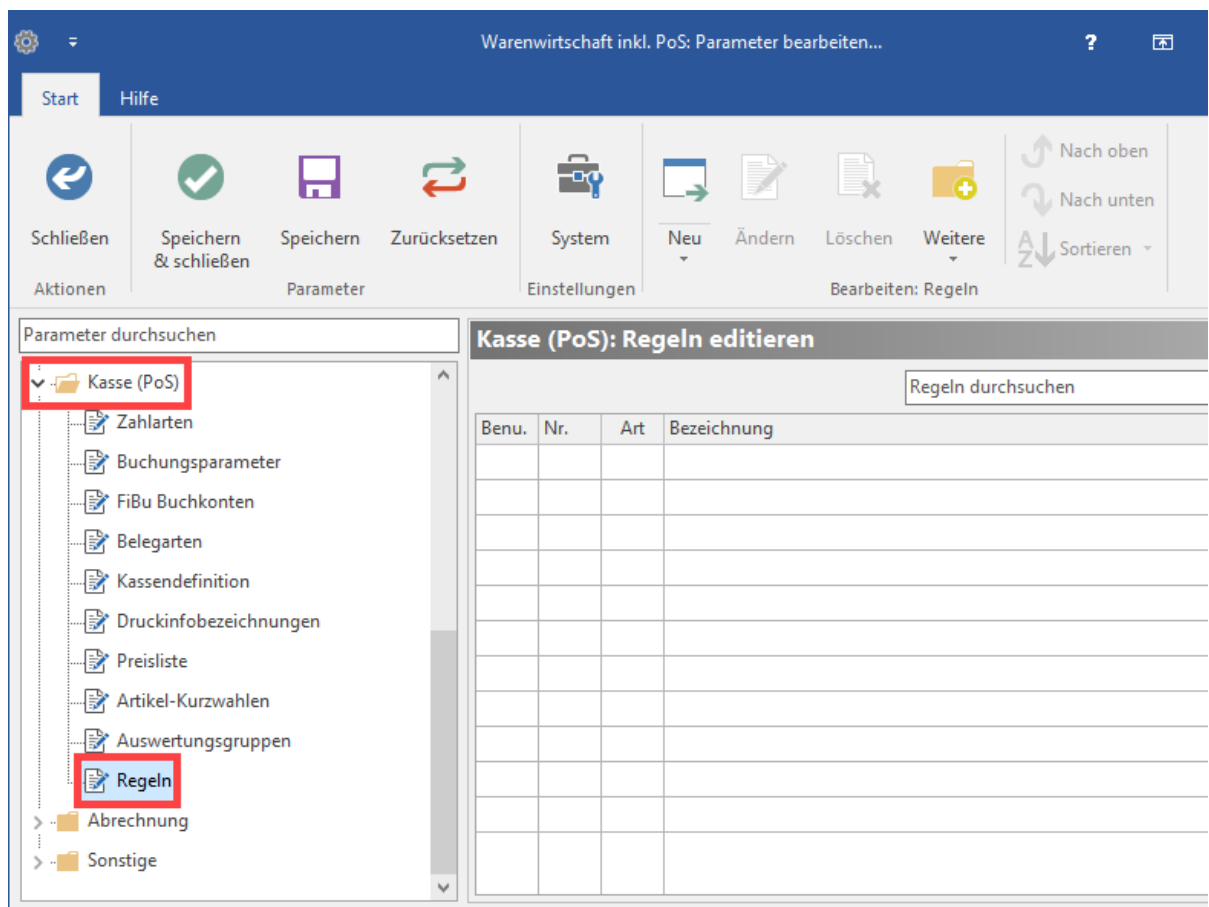 Warenwirtschaft inkl. PoS: Parameter bearbeiten...
?
Start Hilfe
Schließen
Speichern
& schließen
Speichern
Zurücksetzen
System
Neu
Ändern
Löschen
Weitere
Nach oben
Nach unten
AZ Sortieren
Aktionen
Parameter
Einstellungen
Bearbeiten: Regeln
Parameter durchsuchen
Kasse (PoS)
Zahlarten
Buchungsparameter
FiBu Buchkonten
Belegarten
Kassendefinition
Druckinfobezeichnungen
Preisliste
Artikel-Kurzwahlen
Auswertungsgruppen
Regeln
Abrechnung
Sonstige
Kasse (PoS): Regeln editieren
Regeln durchsuchen
Benu. Nr. Art Bezeichnung